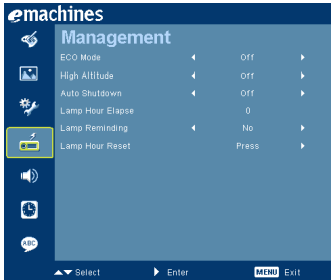 emachines
Management
ECO Mode Off
High Altitude Off
Auto Shutdown Off
Lamp Hour Elapse 0
Lamp Reminding No
Lamp Hour Reset Press
ABC
Select Enter MENU Exit